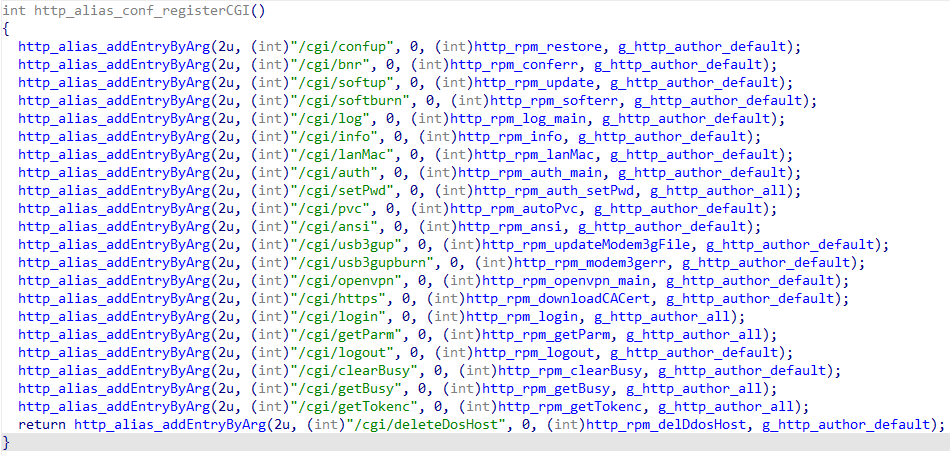 int http_alias_conf_registerCGI()
{
  http_alias_addEntryByArg(2u, (int)"/cgi/confup", 0, (int)http_rpm_restore, g_http_author_default);
  http_alias_addEntryByArg(2u, (int)"/cgi/bnr", 0, (int)http_rpm_conferr, g_http_author_default);
  http_alias_addEntryByArg(2u, (int)"/cgi/softup", 0, (int)http_rpm_update, g_http_author_default);
  http_alias_addEntryByArg(2u, (int)"/cgi/softburn", 0, (int)http_rpm_softerr, g_http_author_default);
  http_alias_addEntryByArg(2u, (int)"/cgi/log", 0, (int)http_rpm_log_main, g_http_author_default);
  http_alias_addEntryByArg(2u, (int)"/cgi/info", 0, (int)http_rpm_info, g_http_author_default);
  http_alias_addEntryByArg(2u, (int)"/cgi/lanMac", 0, (int)http_rpm_lanMac, g_http_author_default);
  http_alias_addEntryByArg(2u, (int)"/cgi/auth", 0, (int)http_rpm_auth_main, g_http_author_default);
  http_alias_addEntryByArg(2u, (int)"/cgi/setPwd", 0, (int)http_rpm_auth_setPwd, g_http_author_all);
  http_alias_addEntryByArg(2u, (int)"/cgi/pvc", 0, (int)http_rpm_autoPvc, g_http_author_default);
  http_alias_addEntryByArg(2u, (int)"/cgi/ansi", 0, (int)http_rpm_ansi, g_http_author_default);
  http_alias_addEntryByArg(2u, (int)"/cgi/usb3gup", 0, (int)http_rpm_updateModem3gFile, g_http_author_default);
  http_alias_addEntryByArg(2u, (int)"/cgi/usb3gupburn", 0, (int)http_rpm_modem3gerr, g_http_author_default);
  http_alias_addEntryByArg(2u, (int)"/cgi/openvpn", 0, (int)http_rpm_openvpn_main, g_http_author_default);
  http_alias_addEntryByArg(2u, (int)"/cgi/https", 0, (int)http_rpm_downloadCACert, g_http_author_default);
  http_alias_addEntryByArg(2u, (int)"/cgi/login", 0, (int)http_rpm_login, g_http_author_all);
  http_alias_addEntryByArg(2u, (int)"/cgi/getParm", 0, (int)http_rpm_getParm, g_http_author_all);
  http_alias_addEntryByArg(2u, (int)"/cgi/logout", 0, (int)http_rpm_logout, g_http_author_default);
  http_alias_addEntryByArg(2u, (int)"/cgi/clearBusy", 0, (int)http_rpm_clearBusy, g_http_author_default);
  http_alias_addEntryByArg(2u, (int)"/cgi/getBusy", 0, (int)http_rpm_getBusy, g_http_author_all);
  http_alias_addEntryByArg(2u, (int)"/cgi/getTokenc", 0, (int)http_rpm_getTokenc, g_http_author_all);
  return http_alias_addEntryByArg(2u, (int)"/cgi/deleteDosHost", 0, (int)http_rpm_delDdosHost, g_http_author_default);
}